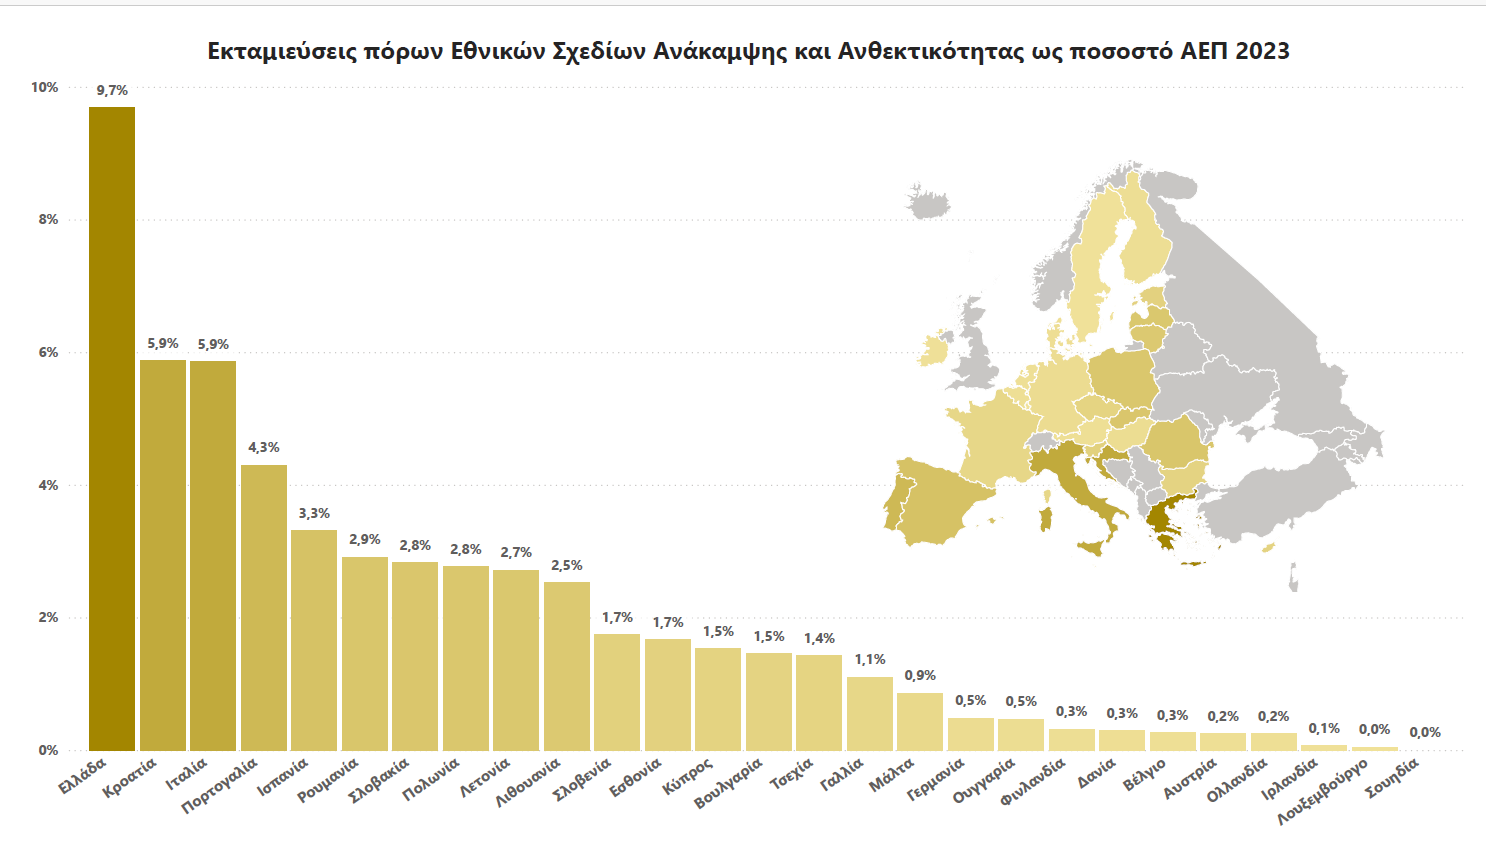 Εκταμιεύσεις πόρων Εθνικών Σχεδίων Ανάκαμψης και Ανθεκτικότητας ως ποσοστό ΑΕΠ 2023
10%
8%
6%
4%
2%
0%
9,7%
5,9%
5,9%
4,3%
3,3%
2,9%
2,8%
2,8%
2,7%
2,5%
1,7%
1,7%
1,5%
1,5%
1,4%
1,1%
0,9%
0,5%
0,5%
0,3%
0,3%
0,3%
0,2%
0,2%
0,1%
0,0%
0,0%
Ελλάδα
Κροατία
Ιταλία
Πορτογαλία
Ισπανία
Ρουμανία
Σλοβακία
Πολωνία
Λετονία
Λιθουανία
Σλοβενία
Εσθονία
Κύπρος
Βουλγαρία
Τσεχία
Γαλλία
Μάλτα
Γερμανία
Ουγγαρία
Φινλανδία
Δανία
Βέλγιο
Αυστρία
Ολλανδία
Ιρλανδία
Λουξεμβούργο
Σουηδία